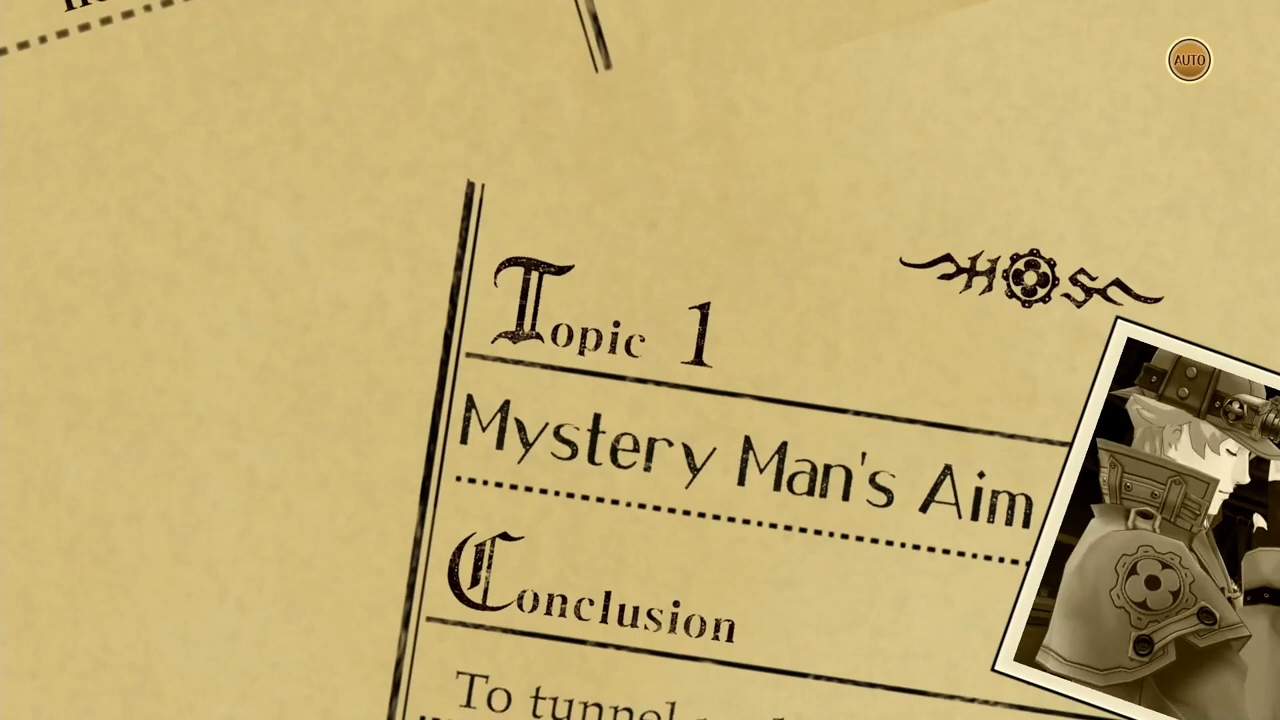 AUTO
H S
Topic 1
Mystery Man's Aim
Conclusion
To tunnel